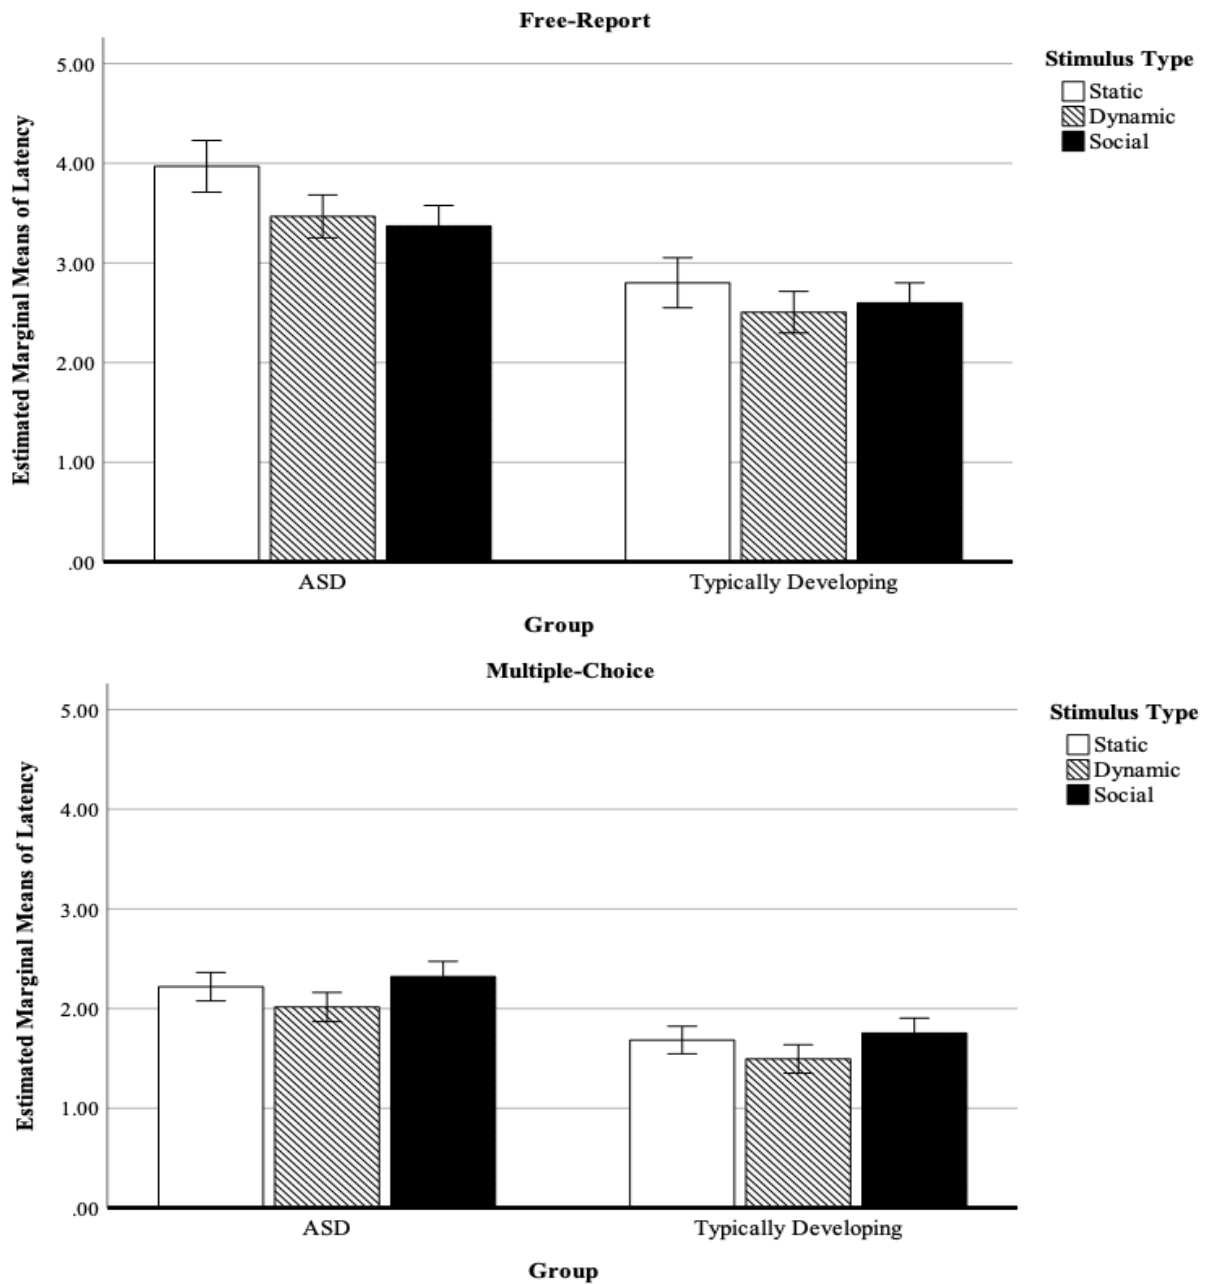 Free-Report
Stimulus Type
Static
Dynamic
Social
Estimated Marginal Means of Latency
5.00
4.00
3.00
2.00
1.00
.00
ASD Typically Developing
Group
Multiple-Choice
Stimulus Type
Static
Dynamic
Social
Estimated Marginal Means of Latency
5.00
4.00
3.00
2.00
1.00
.00
ASD Typically Developing
Group